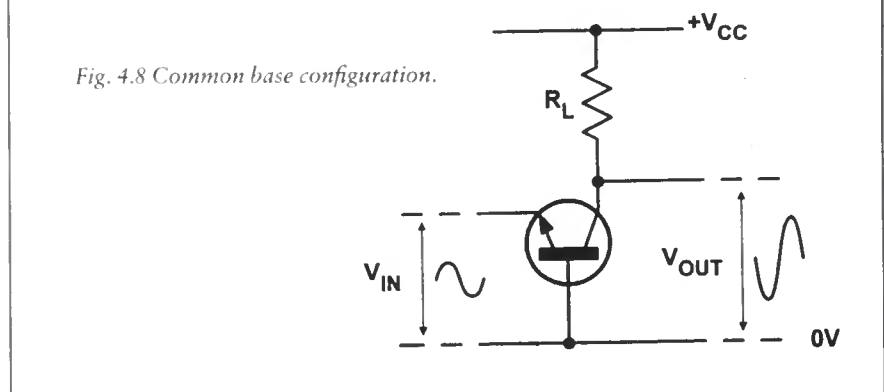 +VCC
Fig. 4.8 Common base configuration.
RL
VIN
VOUT
0V